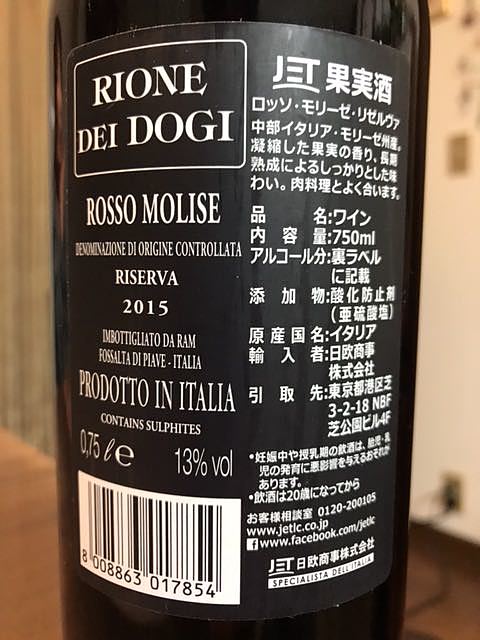 RIONE
DEI DOGI
ROSSO MOLISE
DENOMINAZIONE DI ORIGINE CONTROLLATA
RISERVA
2015
IMBOTTIGLIATO DA RAM
FOSSALTA DI PIAVE - ITALIA
PRODOTTO IN ITALIA
CONTAINS SULPHITES
0,75 ℓ e 13% vol
8 008863 017854
JET 果実酒
ロッソ・モリーゼ・リゼルヴァ
中部イタリア・モリーゼ州産。
凝縮した果実の香り、長期
熟成によるしっかりとした味
わい。肉料理とよく合います。
品 名:ワイン
内 容 量:750ml
アルコール分:裏ラベル
に記載
添 加 物:酸化防止剤
(亜硫酸塩)
原 産 国 名:イタリア
輸 入 者:日欧商事
株式会社
引 取 先:東京都港区芝
3-2-18 NBF
芝公園ビル4F
•妊娠中や授乳期の飲酒は、胎児・乳
児の発育に悪影響を与えるおそれが
あります。
•飲酒は20歳になってから
お客様相談室 0120-200105
www.jetlc.co.jp
f www.facebook.com/jetlc
JET 日欧商事株式会社
SPECIALISTA DELL'ITALIA